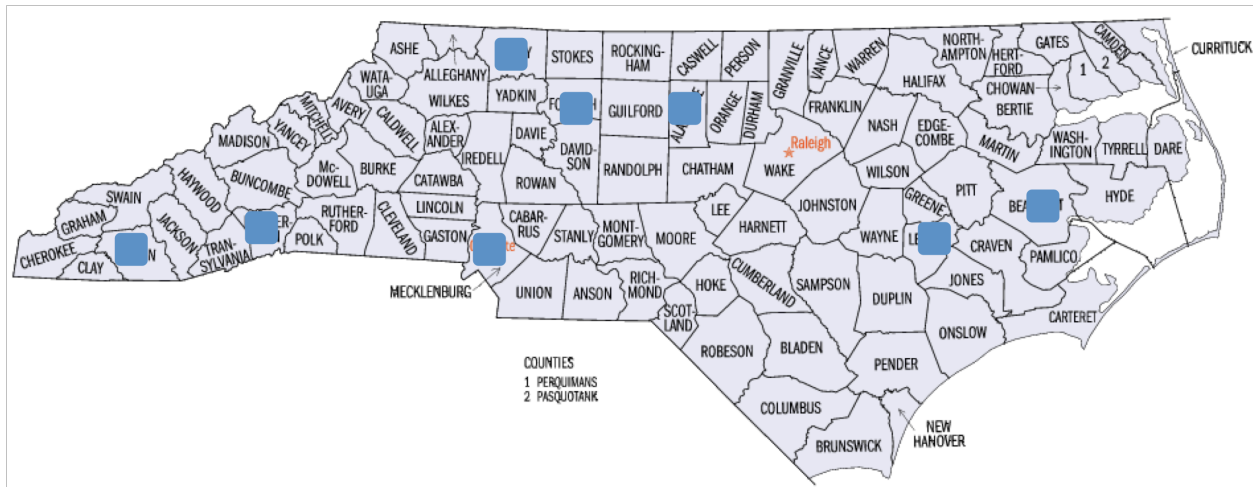 ASHE
ALLEGHANY
STOKES
ROCKING-
HAM
CASWELL
PERSON
GRANVILLE
VANCE
WARREN
NORTH-
AMPTON
HERT-
FORD
GATES
CAMDEN
CURRITUCK
1
2
WATA-
UGA
WILKES
YADKIN
GUILFORD
ORANGE
DURHAM
FRANKLIN
HALIFAX
CHOWAN
BERTIE
MITCHELL
AVERY
CALDWELL
ALEX-
ANDER
IREDELL
DAVIE
DAVID-
SON
RANDOLPH
CHATHAM
WAKE
Raleigh
NASH
EDGE-
COMBE
MARTIN
WASH-
INGTON
TYRRELL
DARE
MADISON
YANCEY
Mc-
DOWELL
BURKE
CATAWBA
ROWAN
WILSON
PITT
HYDE
SWAIN
HAYWOOD
BUNCOMBE
RUTHER-
FORD
CLEVELAND
LINCOLN
GASTON
CABAR-
RUS
STANLY
MONT-
GOMERY
MOORE
LEE
HARNETT
JOHNSTON
GREENE
WAYNE
CRAVEN
PAMLICO
GRAHAM
CHEROKEE
CLAY
JACKSON
TRAN-
SYLVANIA
POLK
MECKLENBURG
UNION
ANSON
RICH-
MOND
SCOT-
LAND
HOKE
CUMBERLAND
SAMPSON
DUPLIN
JONES
ONSLOW
CARTERET
ROBESON
BLADEN
PENDER
COLUMBUS
BRUNSWICK
NEW
HANOVER
COUNTIES
1 PERQUIMANS
2 PASQUOTANK